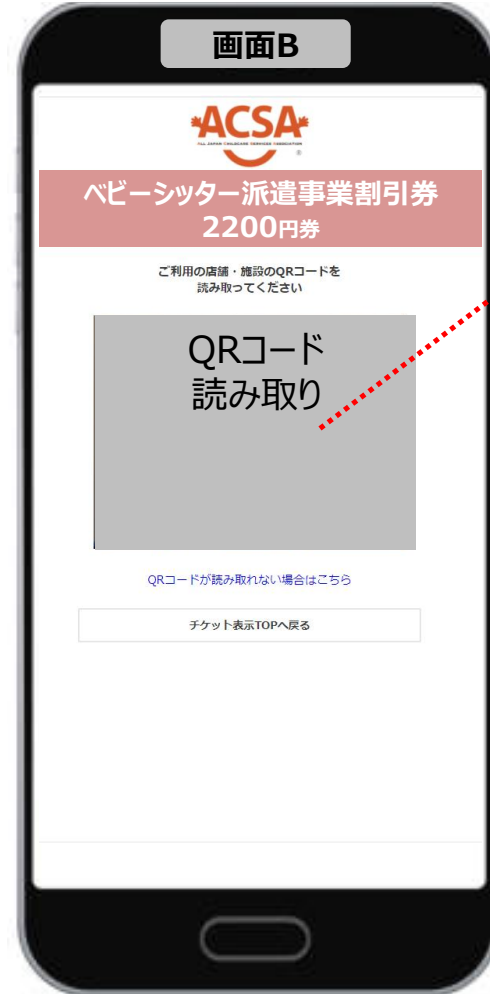 画面B
ACSA
ALL JAPAN CHILDCARE SERVICES ASSOCIATION
®
ベビーシッター派遣事業割引券
2200円券
ご利用の店舗・施設のQRコードを
読み取ってください
QRコード
読み取り
QRコードが読み取れない場合はこちら
チケット表示TOPへ戻る